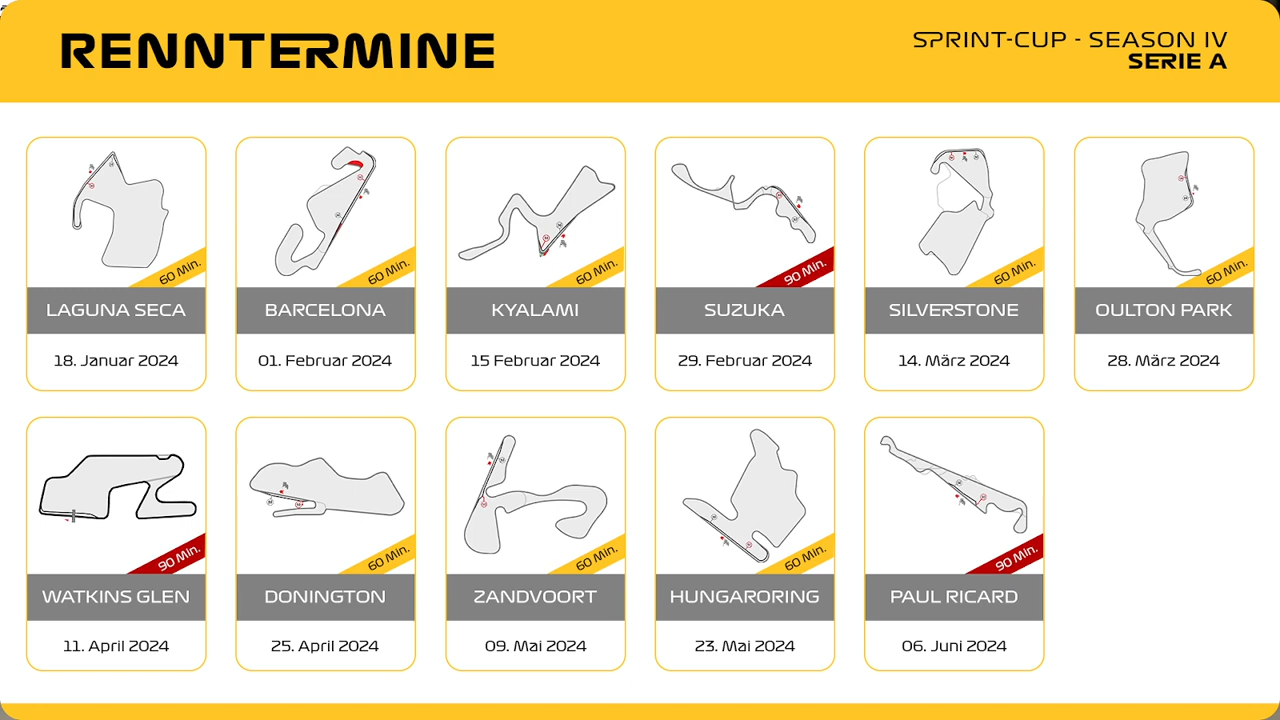 RENNTERMINE
SPRINT-CUP - SEASON IV
SERIE A
60 Min.
60 Min.
60 Min.
90 Min.
60 Min.
60 Min.
LAGUNA SECA
BARCELONA
KYALAMI
SUZUKA
SILVERSTONE
OULTON PARK
18. Januar 2024
01. Februar 2024
15 Februar 2024
29. Februar 2024
14. März 2024
28. März 2024
90 Min.
60 Min.
60 Min.
60 Min.
90 Min.
WATKINS GLEN
DONINGTON
ZANDVOORT
HUNGARORING
PAUL RICARD
11. April 2024
25. April 2024
09. Mai 2024
23. Mai 2024
06. Juni 2024